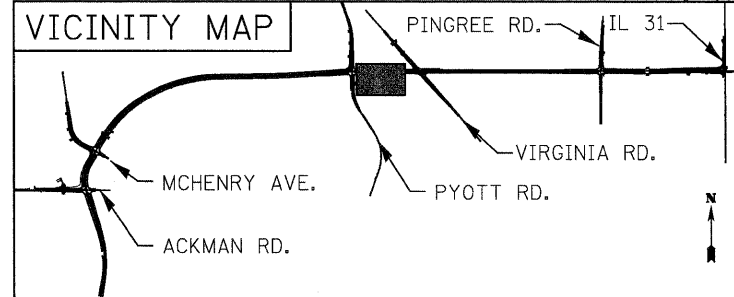 VICINITY MAP
PINGREE RD.
IL 31
VIRGINIA RD.
MCHENRY AVE.
PYOTT RD.
N
ACKMAN RD.